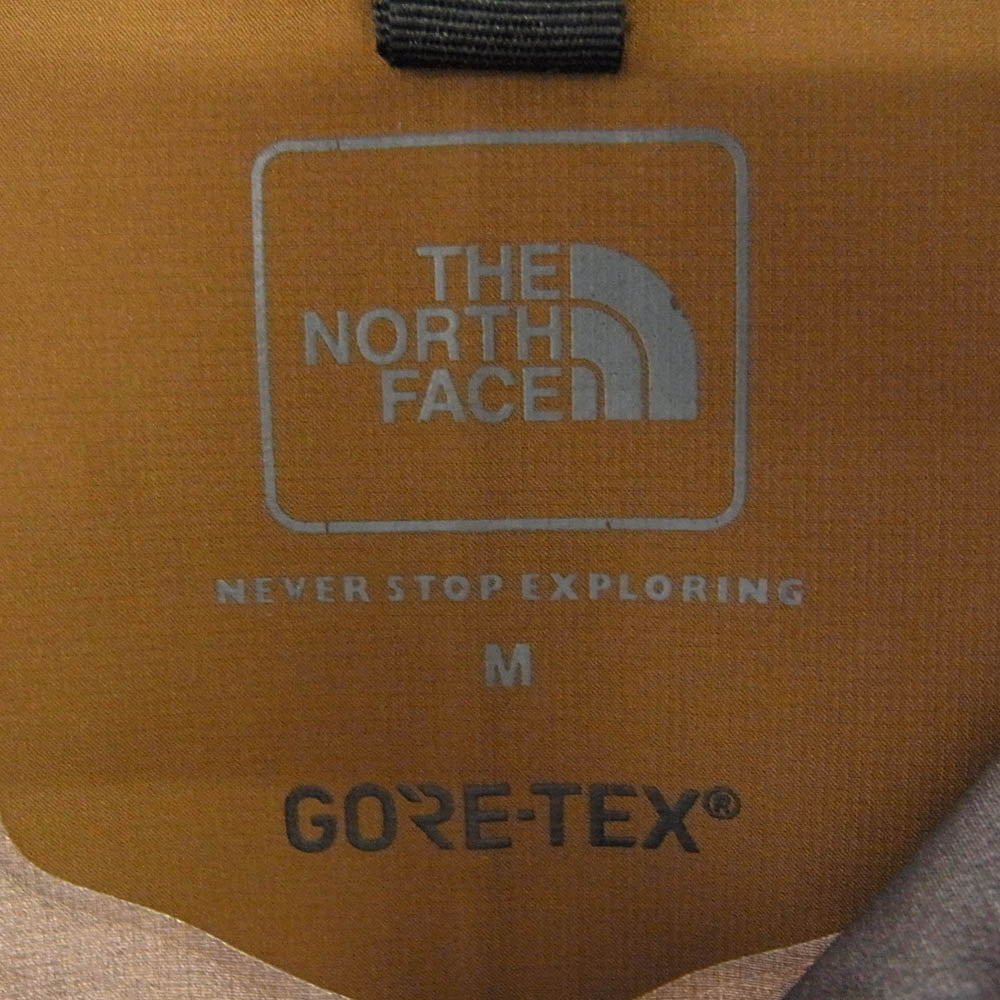 THE
NORTH
FACE
NEVER STOP EXPLORING
M
GORE-TEX®